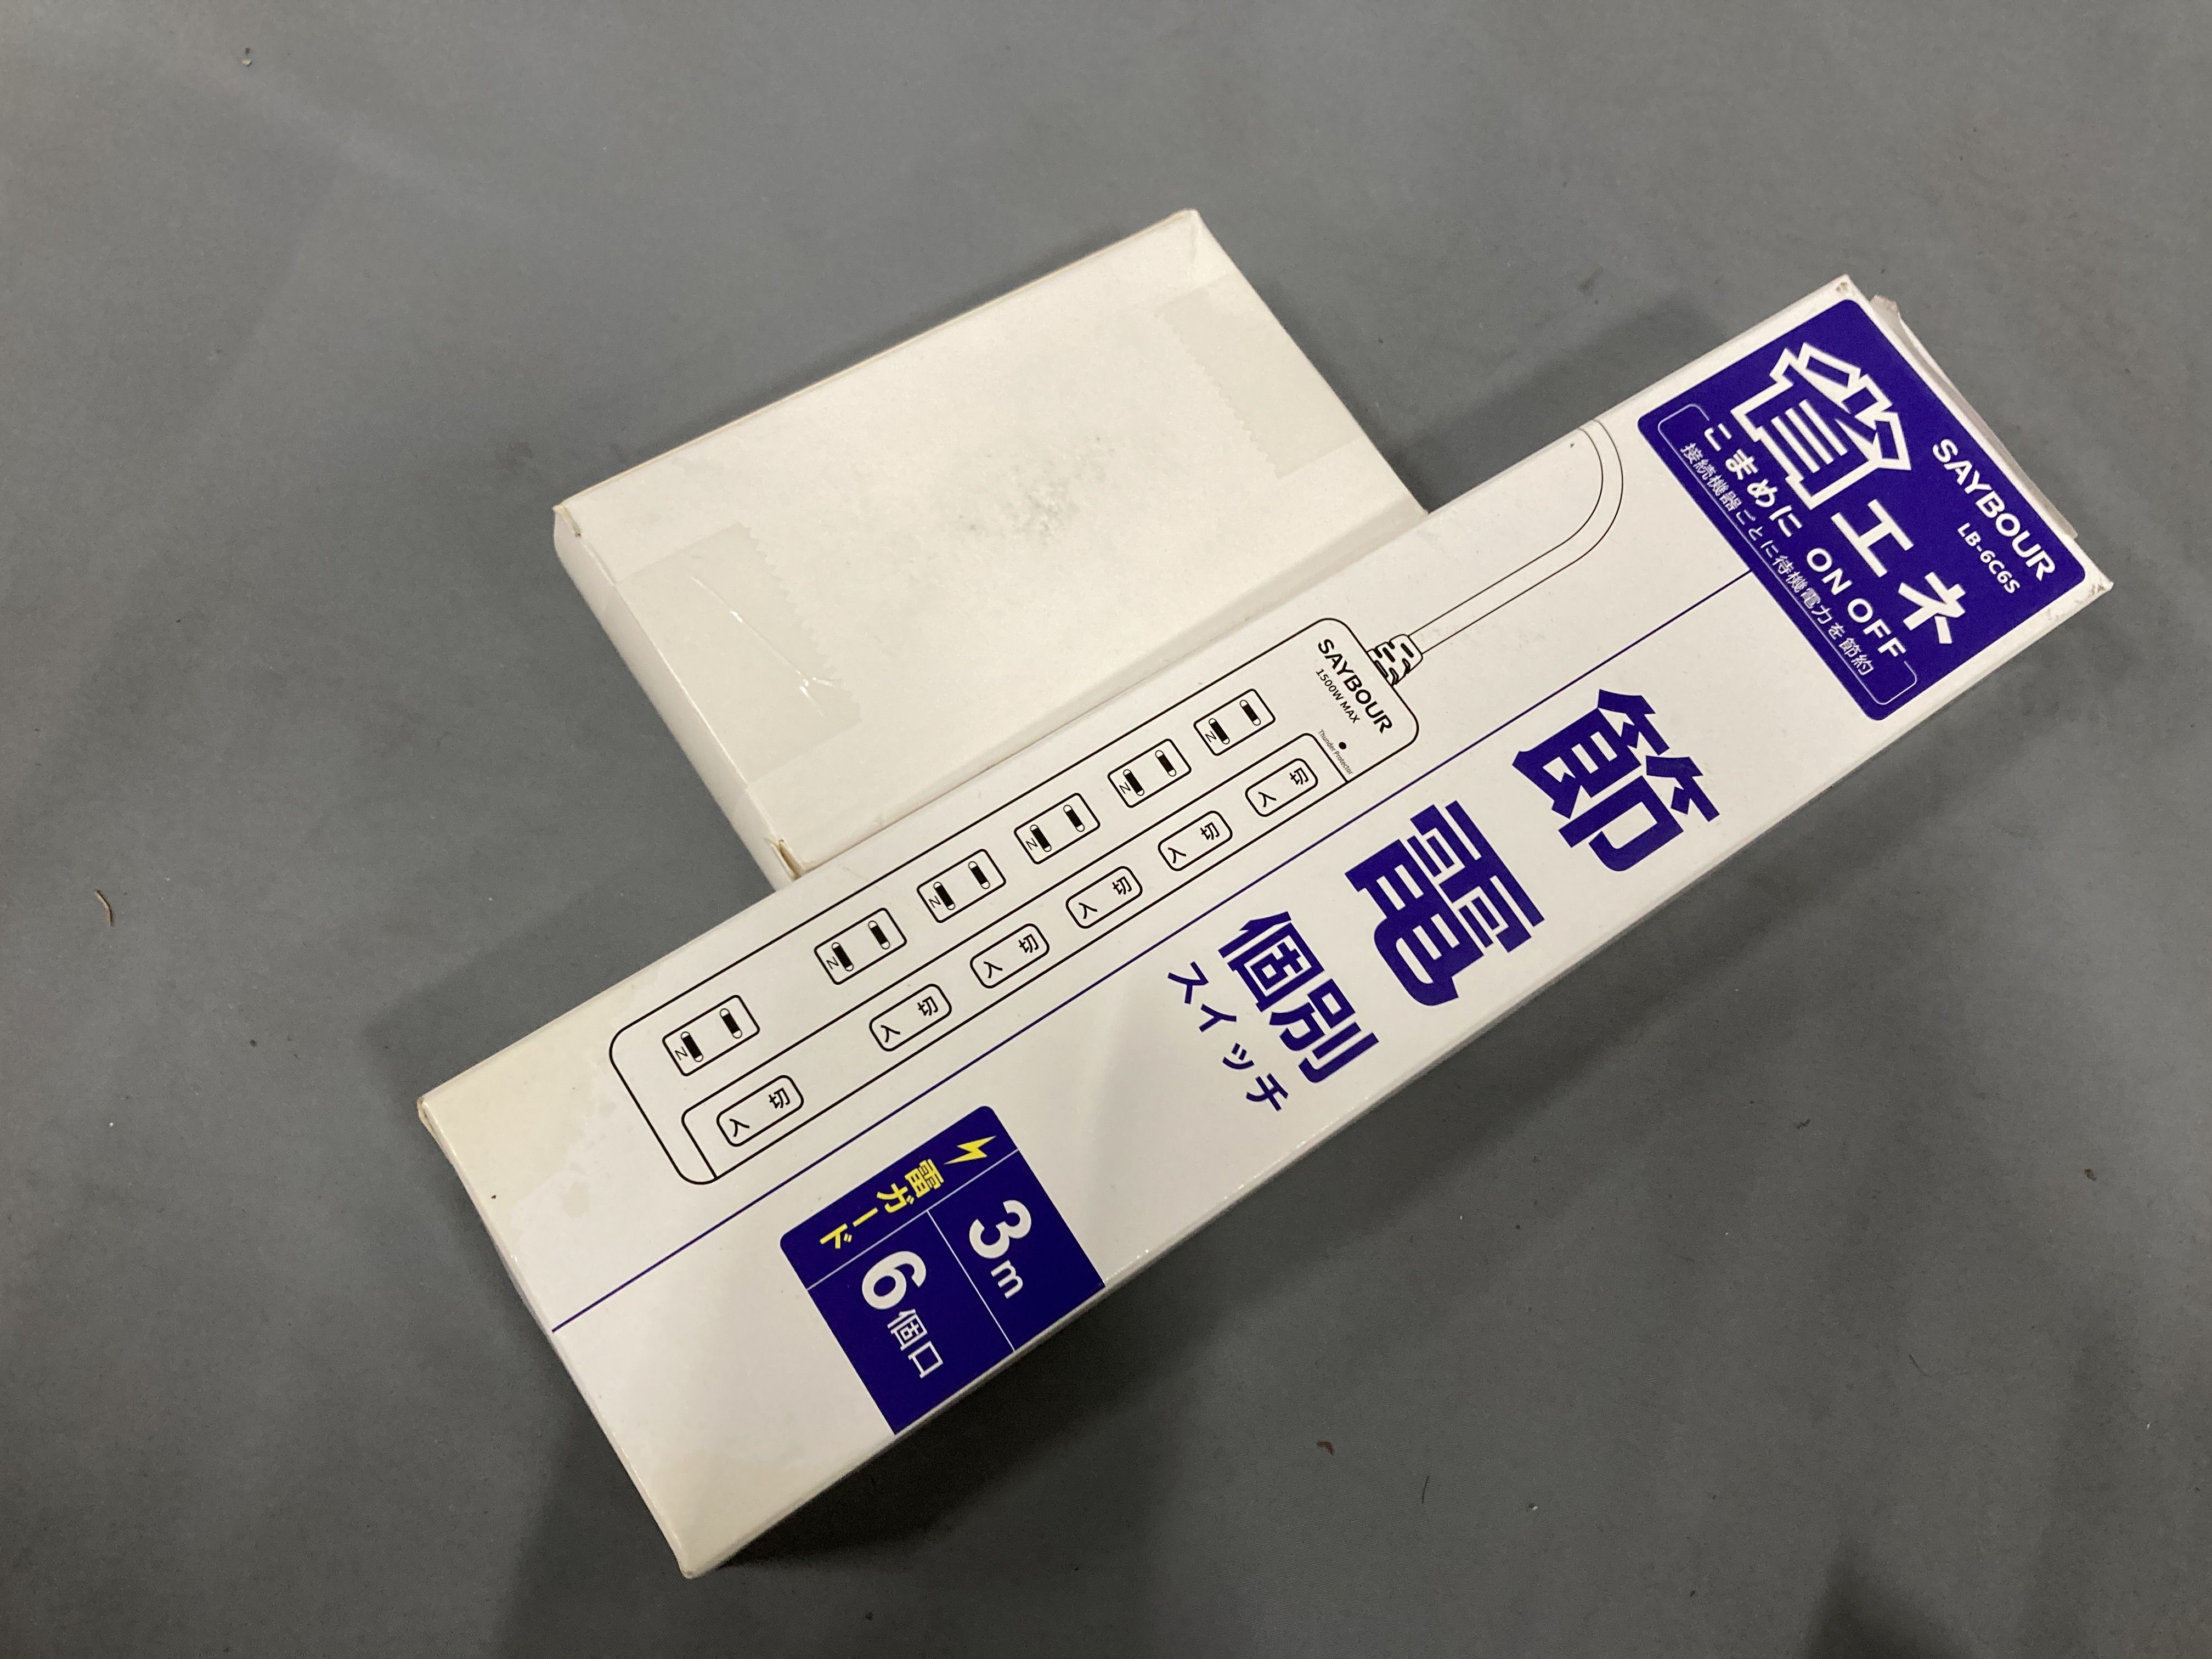 SAYBOUR
LB-6C6S
省エネ
こまめに ON OFF
接続機器ごとに待機電力を節約
節電
個別
スイッチ
SAYBOUR
1500W MAX
Thunder Protector
N
N
N
N
N
N
入 切
入 切
入 切
入 切
入 切
入 切
雷ガード
3m
6個口